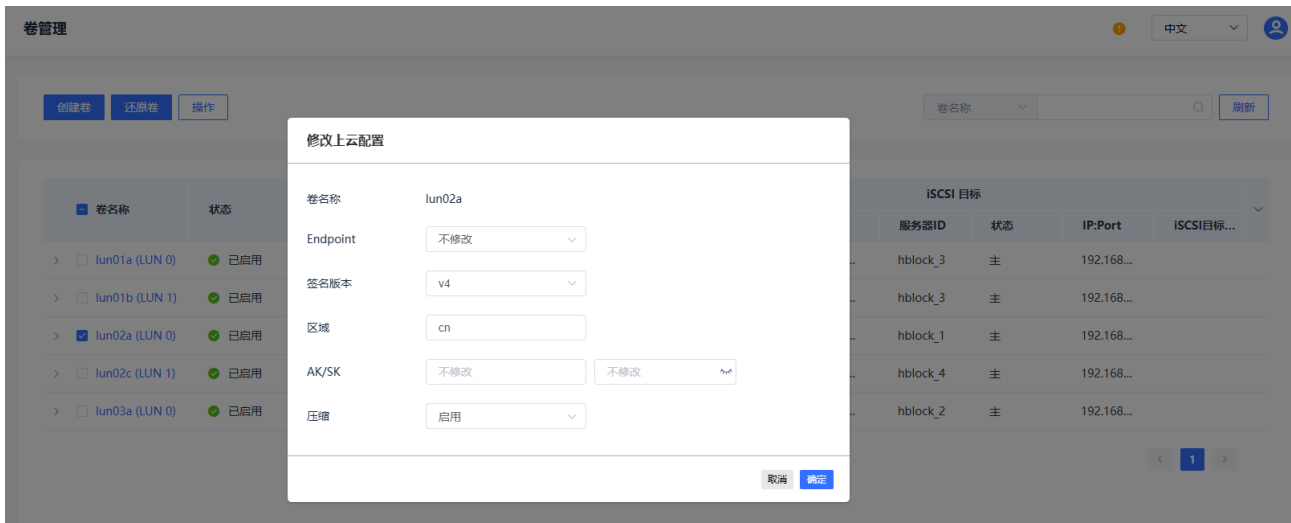 卷管理
! 中文
创建卷 还原卷 操作 卷名称 刷新
修改上云配置
卷名称 lun02a
Endpoint 不修改
签名版本 v4
区域 cn
AK/SK 不修改 不修改
压缩 启用
取消 确定
卷名称 状态 iSCSI 目标
服务器ID 状态 IP:Port iSCSI目标...
lun01a (LUN 0) 已启用 .. hblock_3 主 192.168...
lun01b (LUN 1) 已启用 .. hblock_3 主 192.168...
lun02a (LUN 0) 已启用 .. hblock_1 主 192.168...
lun02c (LUN 1) 已启用 .. hblock_4 主 192.168...
lun03a (LUN 0) 已启用 .. hblock_2 主 192.168...
< 1 >